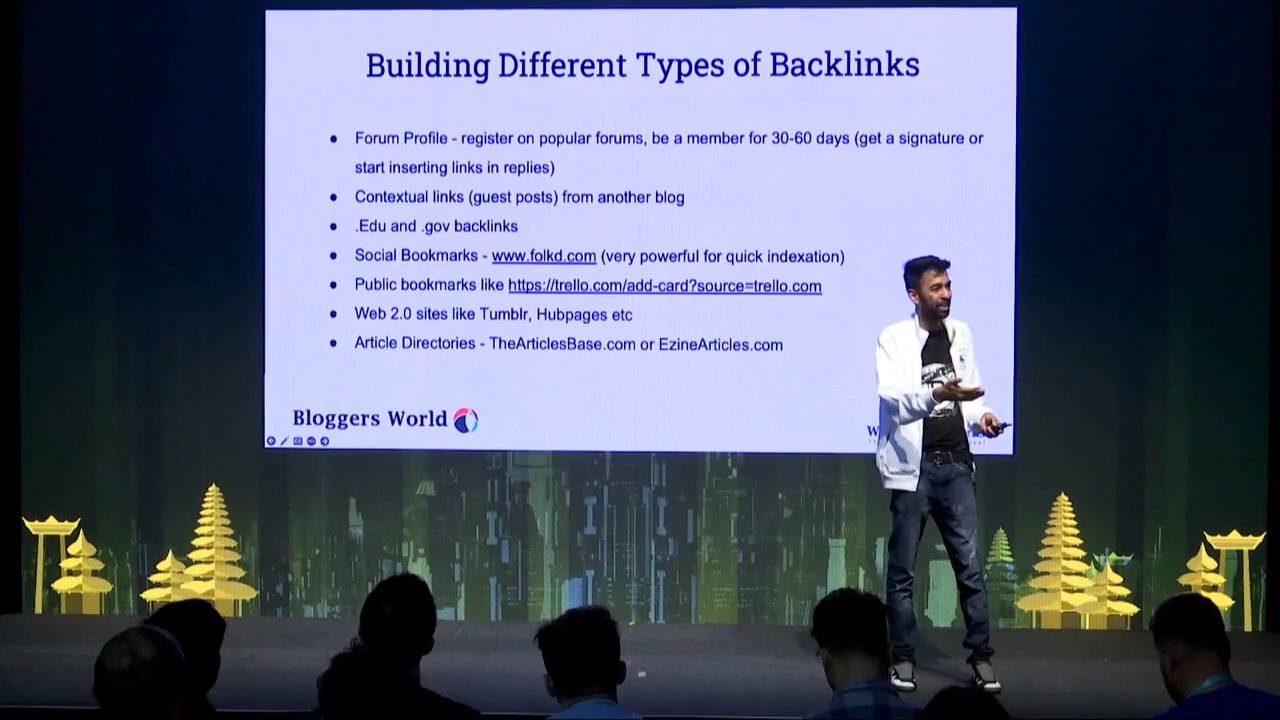 Building Different Types of Backlinks
● Forum Profile - register on popular forums, be a member for 30-60 days (get a signature or
start inserting links in replies)
● Contextual links (guest posts) from another blog
● .Edu and .gov backlinks
● Social Bookmarks - www.folkd.com (very powerful for quick indexation)
● Public bookmarks like https://trello.com/add-card?source=trello.com
● Web 2.0 sites like Tumblr, Hubpages etc
● Article Directories - TheArticlesBase.com or EzineArticles.com
Bloggers World